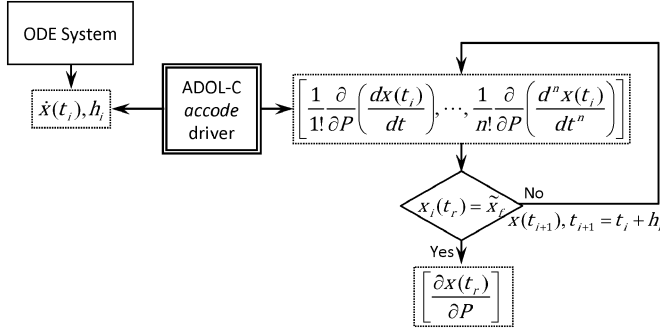 ODE System
ẋ(t_i), h_i
ADOL-C
accode
driver
[ 1/1! ∂/∂P ( dx(t_i)/dt ), ⋯, 1/n! ∂/∂P ( d^n x(t_i)/dt^n ) ]
x_i(t_r) = x̃_f
No
x(t_{i+1}), t_{i+1} = t_i + h_i
Yes
[ ∂x(t_r)/∂P ]